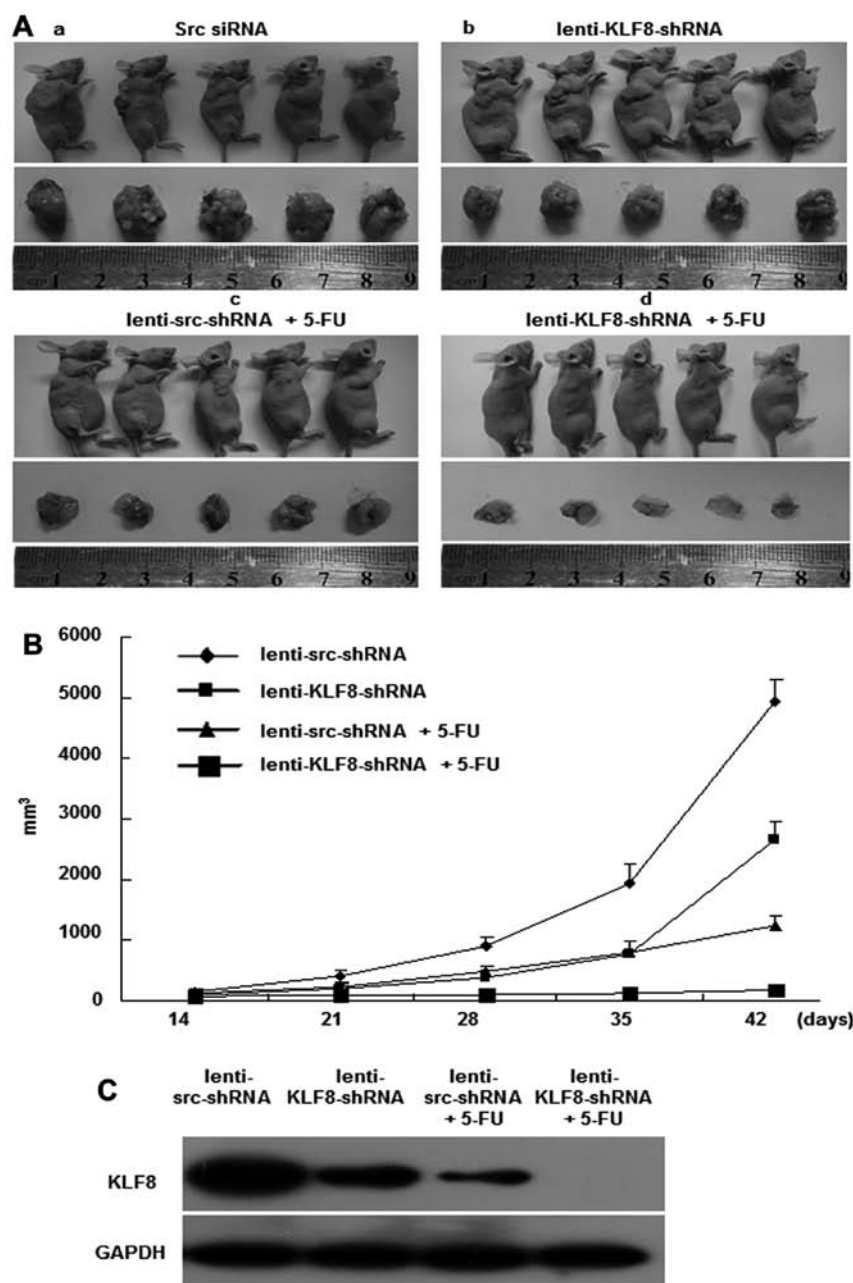 A
a
Src siRNA
b
lenti-KLF8-shRNA
cm 1 2 3 4 5 6 7 8 9
cm 1 2 3 4 5 6 7 8 9
c
lenti-src-shRNA + 5-FU
d
lenti-KLF8-shRNA + 5-FU
cm 1 2 3 4 5 6 7 8 9
cm 1 2 3 4 5 6 7 8 9
B
6000
5000
4000
3000
2000
1000
0
mm³
lenti-src-shRNA
lenti-KLF8-shRNA
lenti-src-shRNA + 5-FU
lenti-KLF8-shRNA + 5-FU
14 21 28 35 42 (days)
C
lenti-
src-shRNA
lenti-
KLF8-shRNA
lenti-
src-shRNA
+ 5-FU
lenti-
KLF8-shRNA
+ 5-FU
KLF8
GAPDH